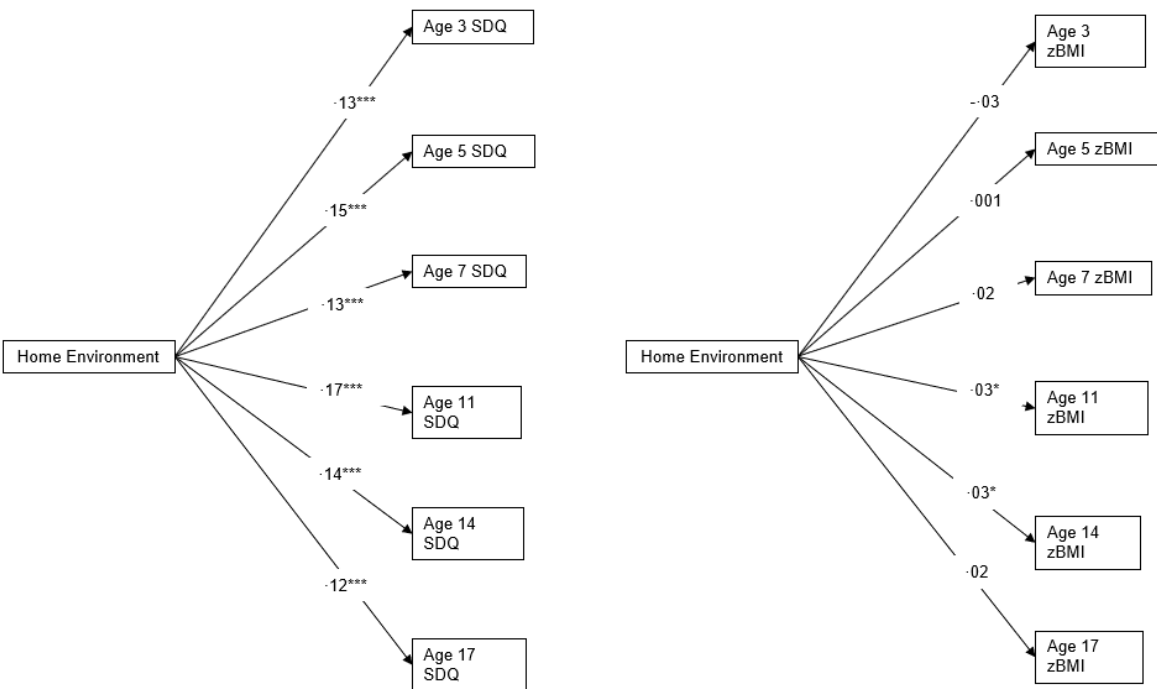 Age 3 SDQ
·13***
Age 5 SDQ
·15***
Age 7 SDQ
·13***
Home Environment
·17***
Age 11
SDQ
·14***
Age 14
SDQ
·12***
Age 17
SDQ
Age 3
zBMI
-·03
Age 5 zBMI
·001
Age 7 zBMI
·02
Home Environment
·03*
Age 11
zBMI
·03*
Age 14
zBMI
·02
Age 17
zBMI